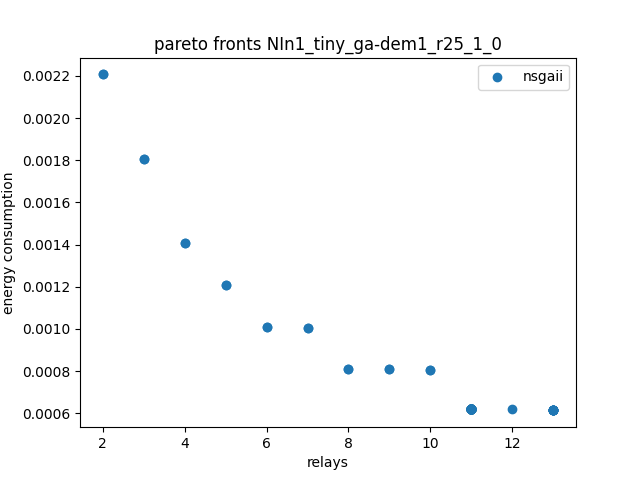 pareto fronts NIn1_tiny_ga-dem1_r25_1_0
nsgaii
energy consumption
0.0022
0.0020
0.0018
0.0016
0.0014
0.0012
0.0010
0.0008
0.0006
2 4 6 8 10 12
relays